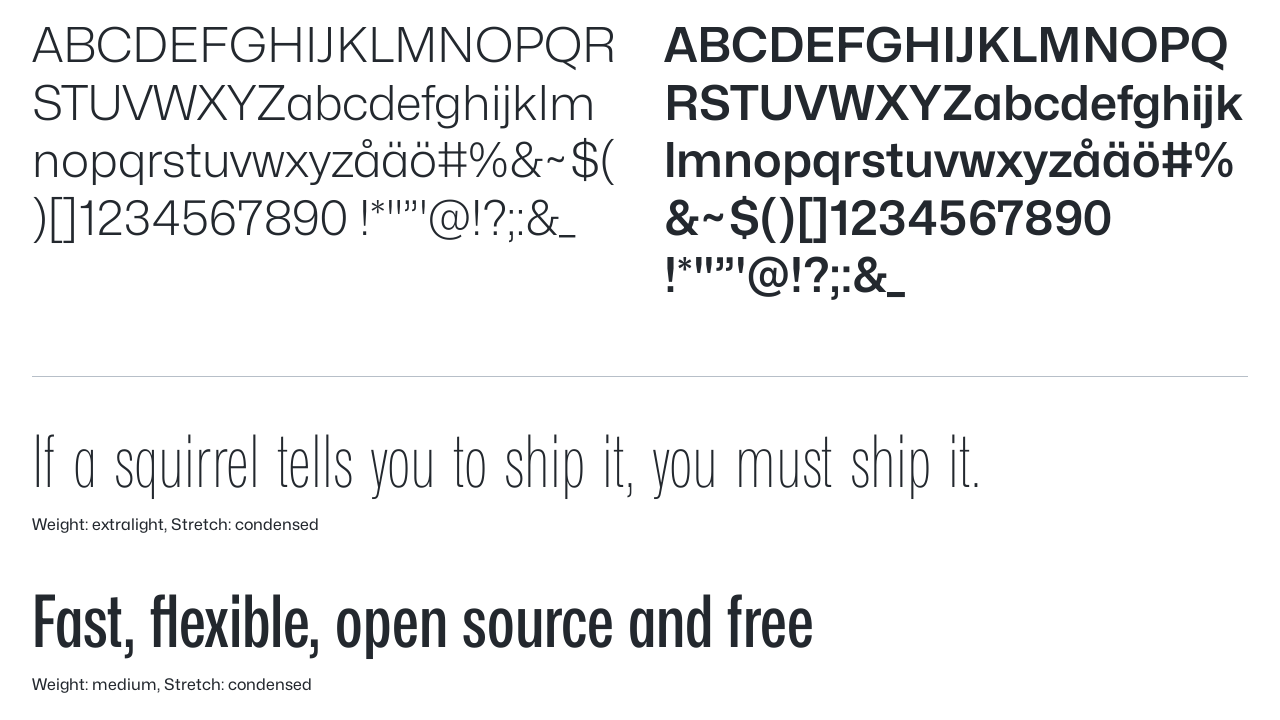 ABCDEFGHIJKLMNOPQR
STUVWXYZabcdefghijklm
nopqrstuvwxyzåäö#%&~$(
)[]1234567890 !*"”'@!?;:&_
ABCDEFGHIJKLMNOPQ
RSTUVWXYZabcdefghijk
lmnopqrstuvwxyzåäö#%
&~$()[]1234567890
!*"”'@!?;:&_
If a squirrel tells you to ship it, you must ship it.
Weight: extralight, Stretch: condensed
Fast, flexible, open source and free
Weight: medium, Stretch: condensed